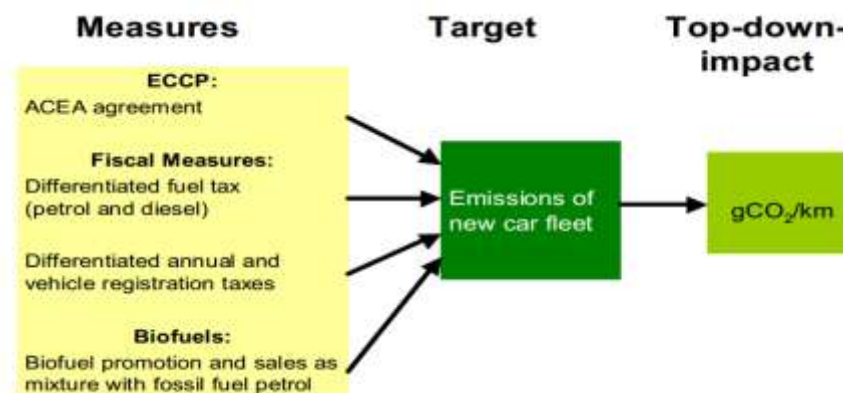 Measures
Target
Top-down-
impact
ECCP:
ACEA agreement
Fiscal Measures:
Differentiated fuel tax
(petrol and diesel)
Differentiated annual and
vehicle registration taxes
Biofuels:
Biofuel promotion and sales as
mixture with fossil fuel petrol
Emissions of
new car fleet
gCO₂/km